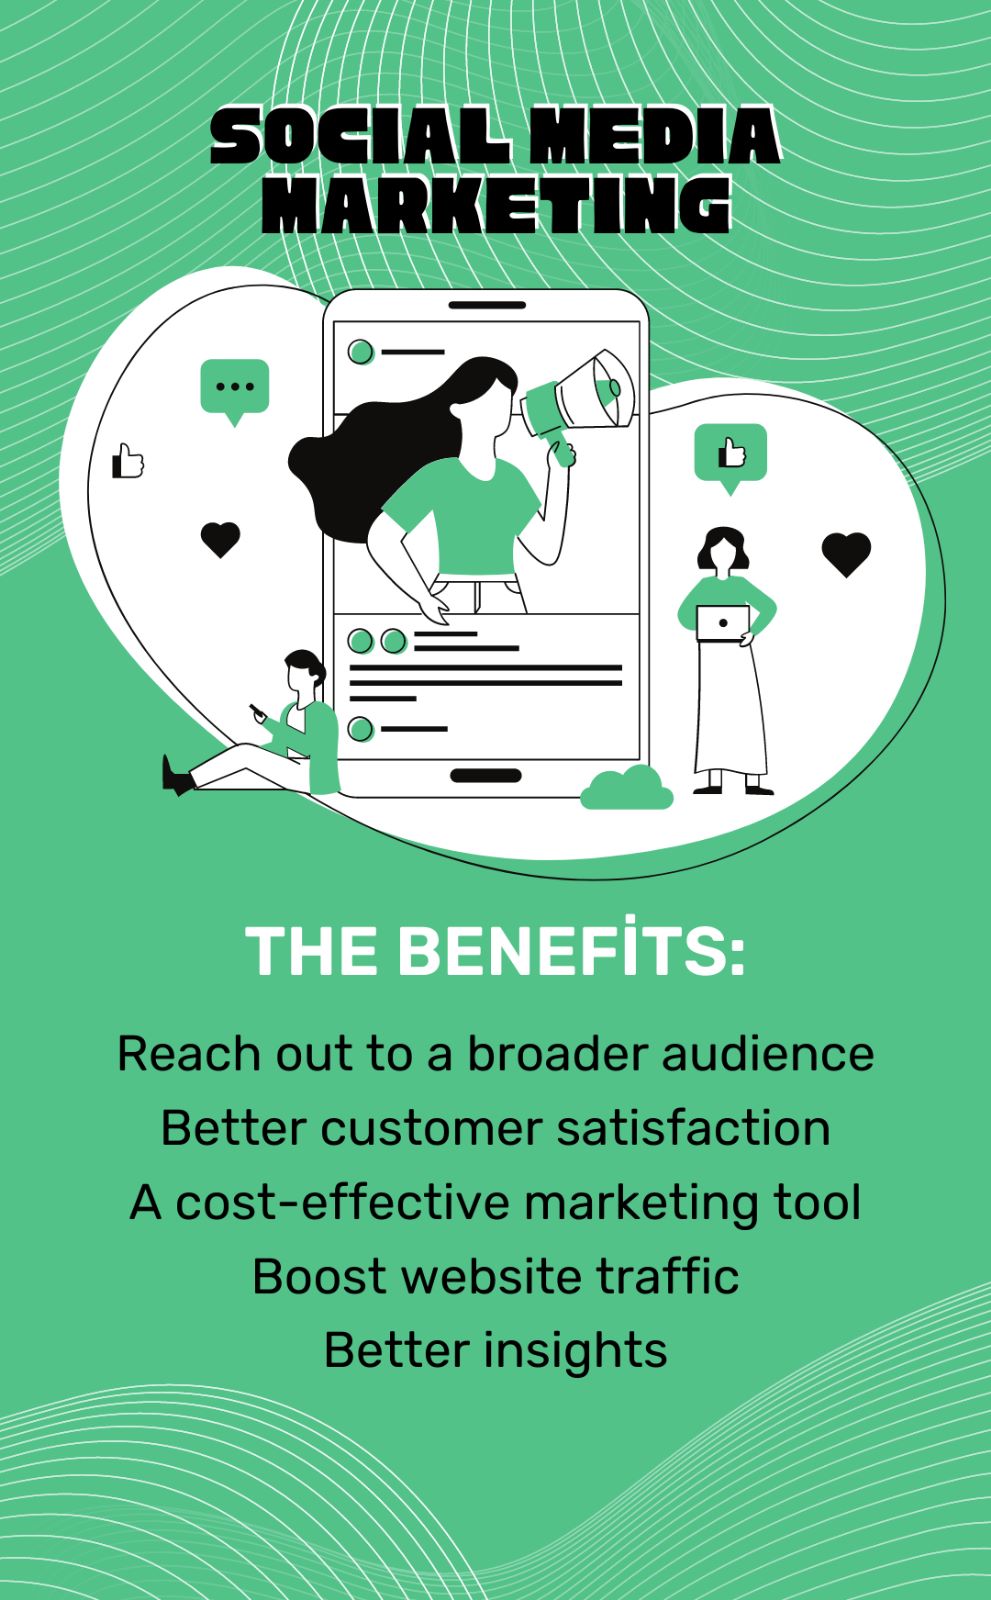 SOCIAL MEDIA
MARKETING
THE BENEFİTS:
Reach out to a broader audience
Better customer satisfaction
A cost-effective marketing tool
Boost website traffic
Better insights